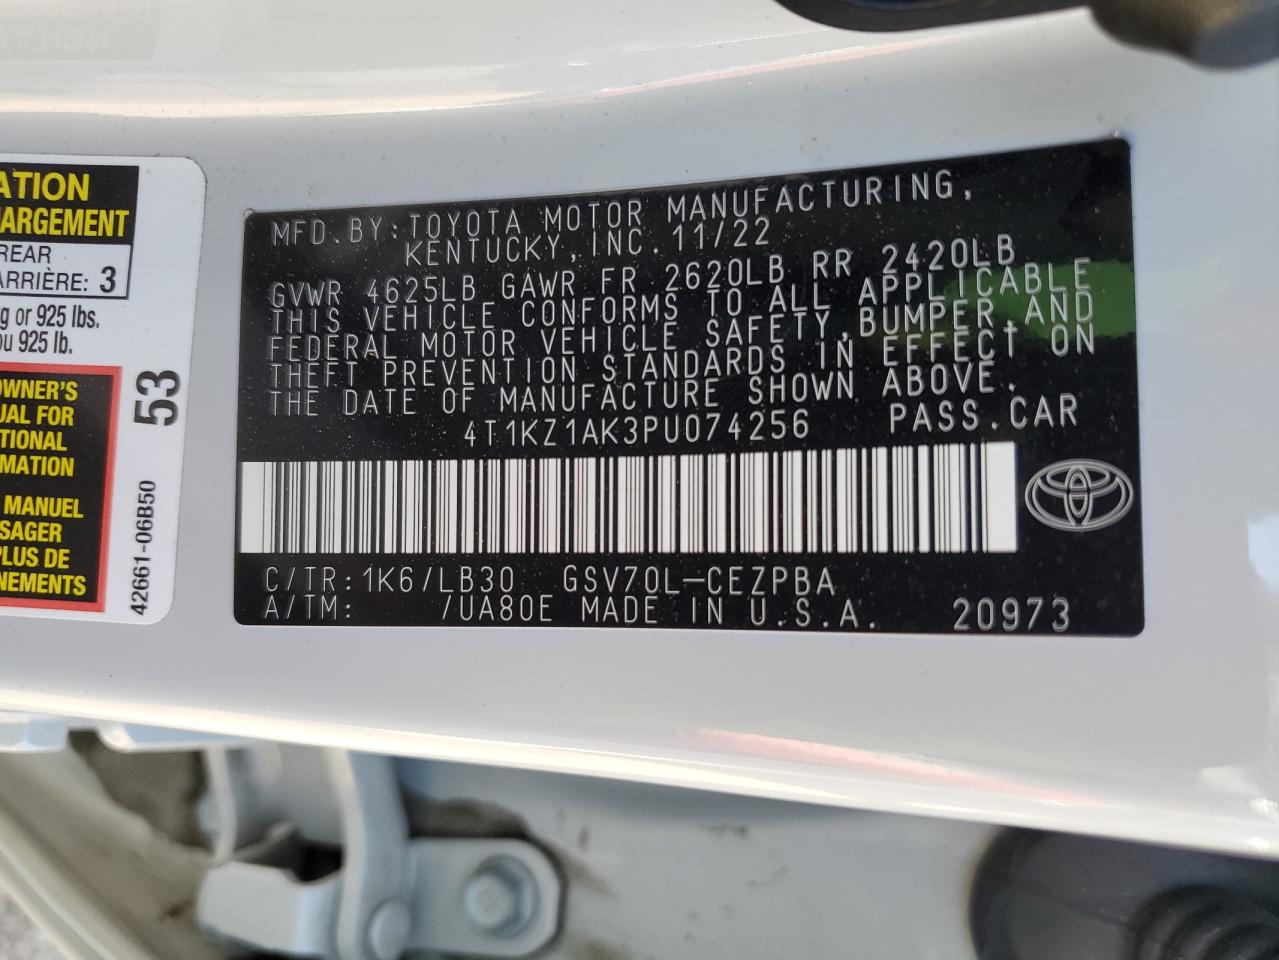 ATION
ARGEMENT
REAR
ARRIÈRE: 3
g or 925 lbs.
ou 925 lb.
OWNER'S
UAL FOR
TIONAL
RMATION
MANUEL
SAGER
PLUS DE
NEMENTS
53
42661-06B50
MFD.BY:TOYOTA MOTOR MANUFACTURING,
KENTUCKY,INC. 11/22
GVWR 4625LB GAWR FR 2620LB RR 2420LB
THIS VEHICLE CONFORMS TO ALL APPLICABLE
FEDERAL MOTOR VEHICLE SAFETY,BUMPER,AND
THEFT PREVENTION STANDARDS IN EFFECT ON
THE DATE OF MANUFACTURE SHOWN ABOVE.
4T1KZ1AK3PU074256 PASS.CAR
C/TR:1K6/LB30 GSV70L-CEZPBA
A/TM: /UA80E MADE IN U.S.A. 20973